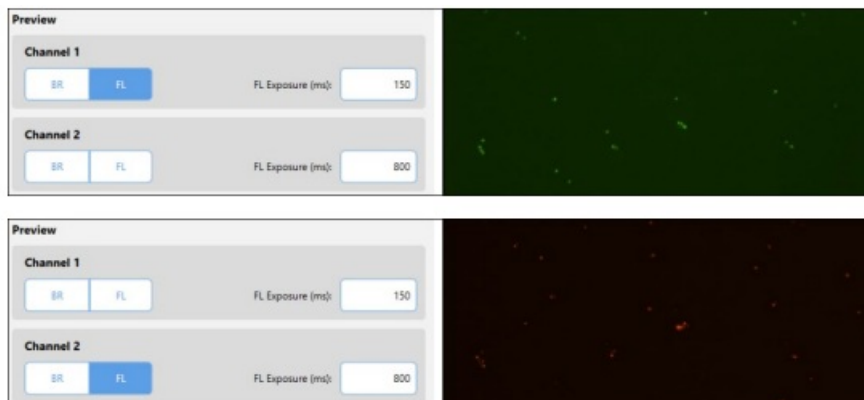 Preview
Channel 1
BR FL FL Exposure (ms): 150
Channel 2
BR FL FL Exposure (ms): 800
Preview
Channel 1
BR FL FL Exposure (ms): 150
Channel 2
BR FL FL Exposure (ms): 800